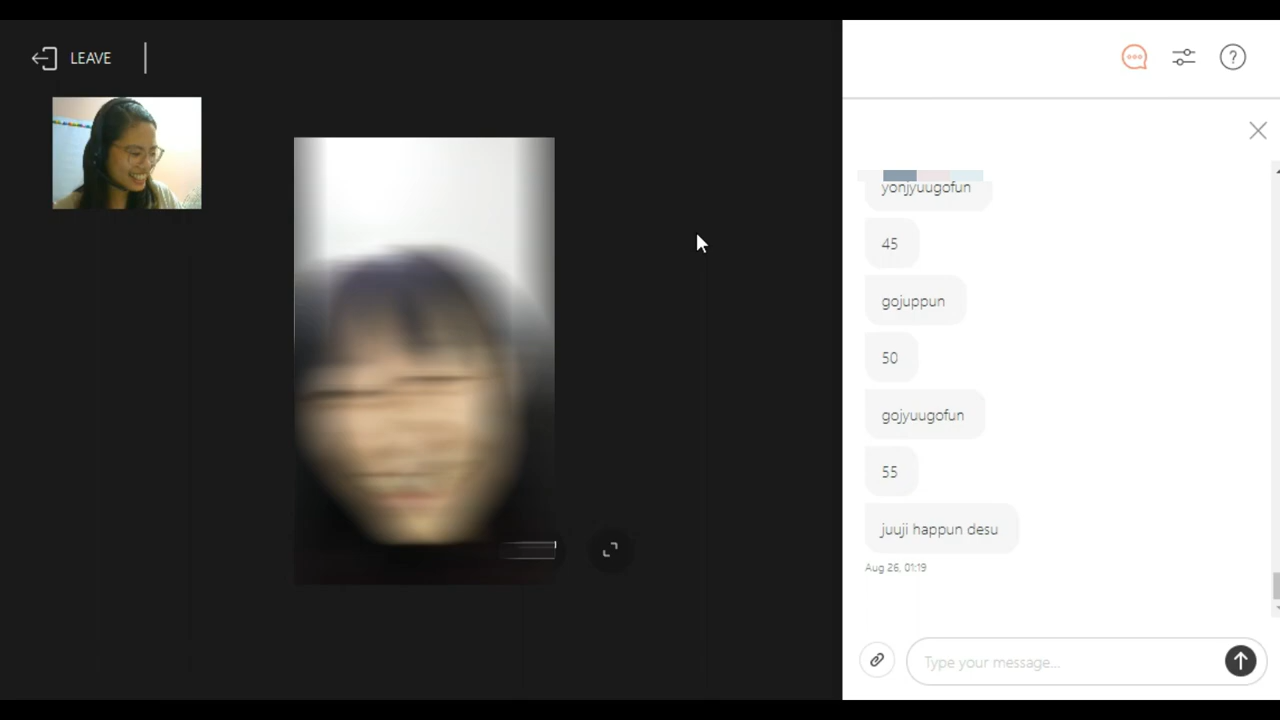 LEAVE
yonjyuugofun
45
gojuppun
50
gojyuugofun
55
juuji happun desu
Aug 26, 01:19
Type your message...